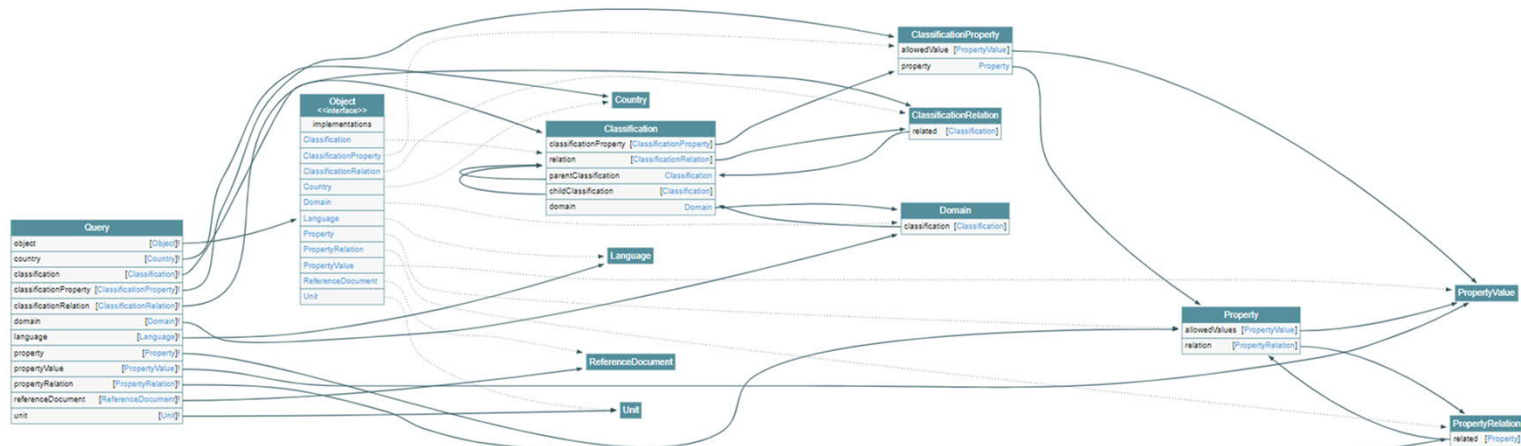 ClassificationProperty
allowedValue [PropertyValue]
property Property
Object
<<interface>>
implementations
Classification
ClassificationProperty
ClassificationRelation
Country
Domain
Language
Property
PropertyRelation
PropertyValue
ReferenceDocument
Unit
Country
ClassificationRelation
related [Classification]
Classification
classificationProperty [ClassificationProperty]
relation [ClassificationRelation]
parentClassification Classification
childClassification [Classification]
domain Domain
Domain
classification [Classification]
Query
object [Object]!
country [Country]!
classification [Classification]!
classificationProperty [ClassificationProperty]!
classificationRelation [ClassificationRelation]!
domain [Domain]!
language [Language]!
property [Property]!
propertyValue [PropertyValue]!
propertyRelation [PropertyRelation]!
referenceDocument [ReferenceDocument]!
unit [Unit]!
Language
PropertyValue
Property
allowedValues [PropertyValue]
relation [PropertyRelation]
ReferenceDocument
Unit
PropertyRelation
related [Property]